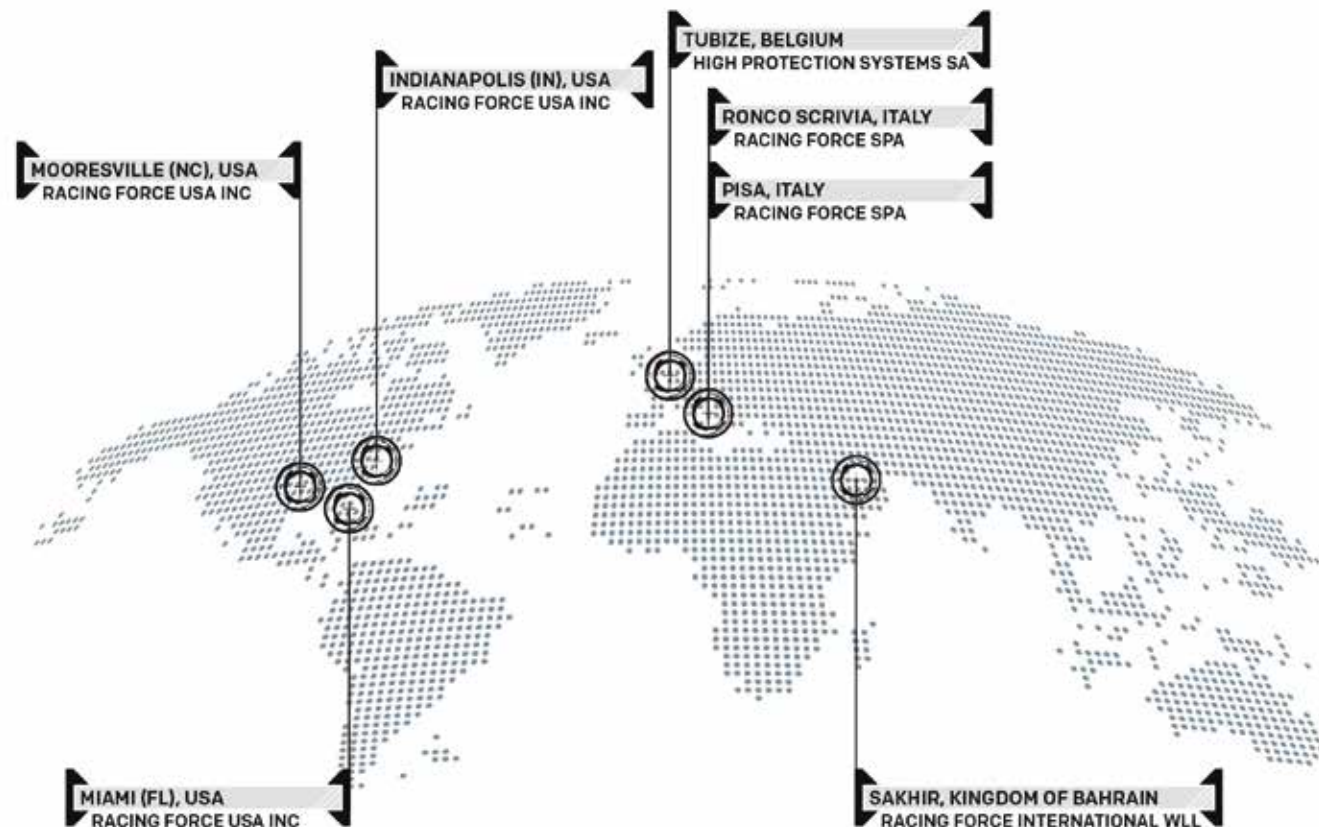 TUBIZE, BELGIUM
HIGH PROTECTION SYSTEMS SA
INDIANAPOLIS (IN), USA
RACING FORCE USA INC
RONCO SCRIVIA, ITALY
RACING FORCE SPA
MOORESVILLE (NC), USA
RACING FORCE USA INC
PISA, ITALY
RACING FORCE SPA
MIAMI (FL), USA
RACING FORCE USA INC
SAKHIR, KINGDOM OF BAHRAIN
RACING FORCE INTERNATIONAL WLL